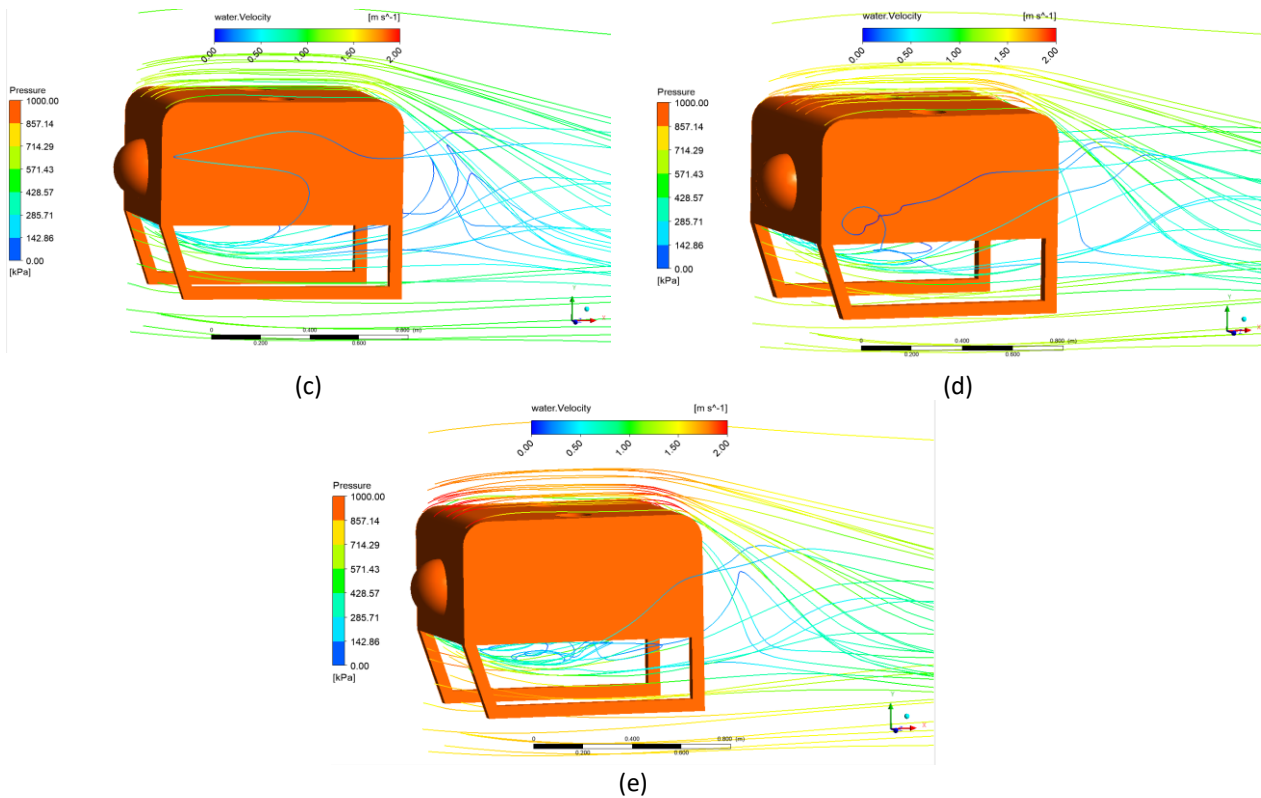 water.Velocity [m s^-1]
0.00 0.50 1.00 1.50 2.00
Pressure
1000.00
857.14
714.29
571.43
428.57
285.71
142.86
0.00
[kPa]
Y
X
0 0.400 0.800 (m)
0.200 0.600
(c)
water.Velocity [m s^-1]
0.00 0.50 1.00 1.50 2.00
Pressure
1000.00
857.14
714.29
571.43
428.57
285.71
142.86
0.00
[kPa]
Y
X
0 0.400 0.800 (m)
0.200 0.600
(d)
water.Velocity [m s^-1]
0.00 0.50 1.00 1.50 2.00
Pressure
1000.00
857.14
714.29
571.43
428.57
285.71
142.86
0.00
[kPa]
Y
X
0 0.400 0.800 (m)
0.200 0.600
(e)